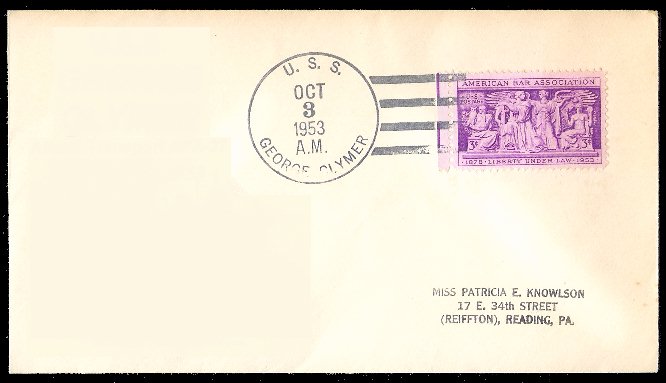 U. S. S.
OCT
3
1953
A.M.
GEORGE CLYMER
AMERICAN BAR ASSOCIATION
3¢ 3¢
1878 · LIBERTY UNDER LAW · 1953
MISS PATRICIA E. KNOWLSON
17 E. 34th STREET
(REIFFTON), READING, PA.